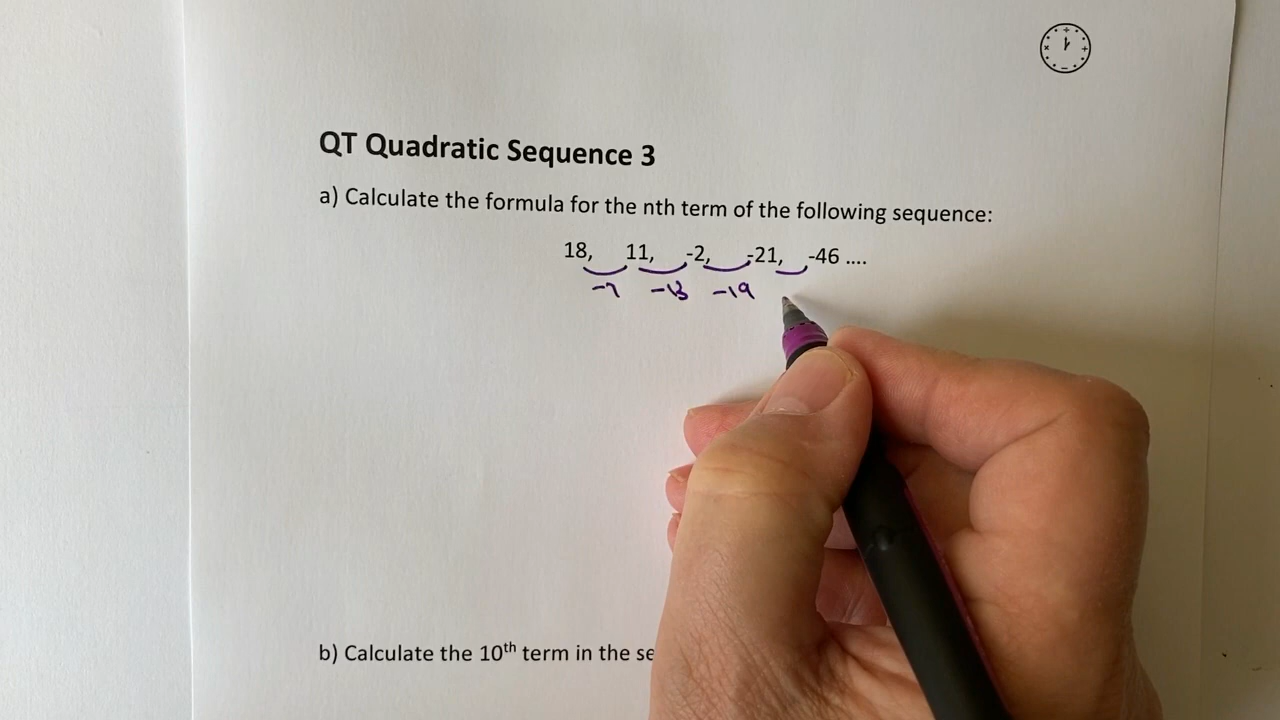 QT Quadratic Sequence 3
a) Calculate the formula for the nth term of the following sequence:
18, 11, -2, -21, -46 ....
-7 -13 -19
b) Calculate the 10th term in the se